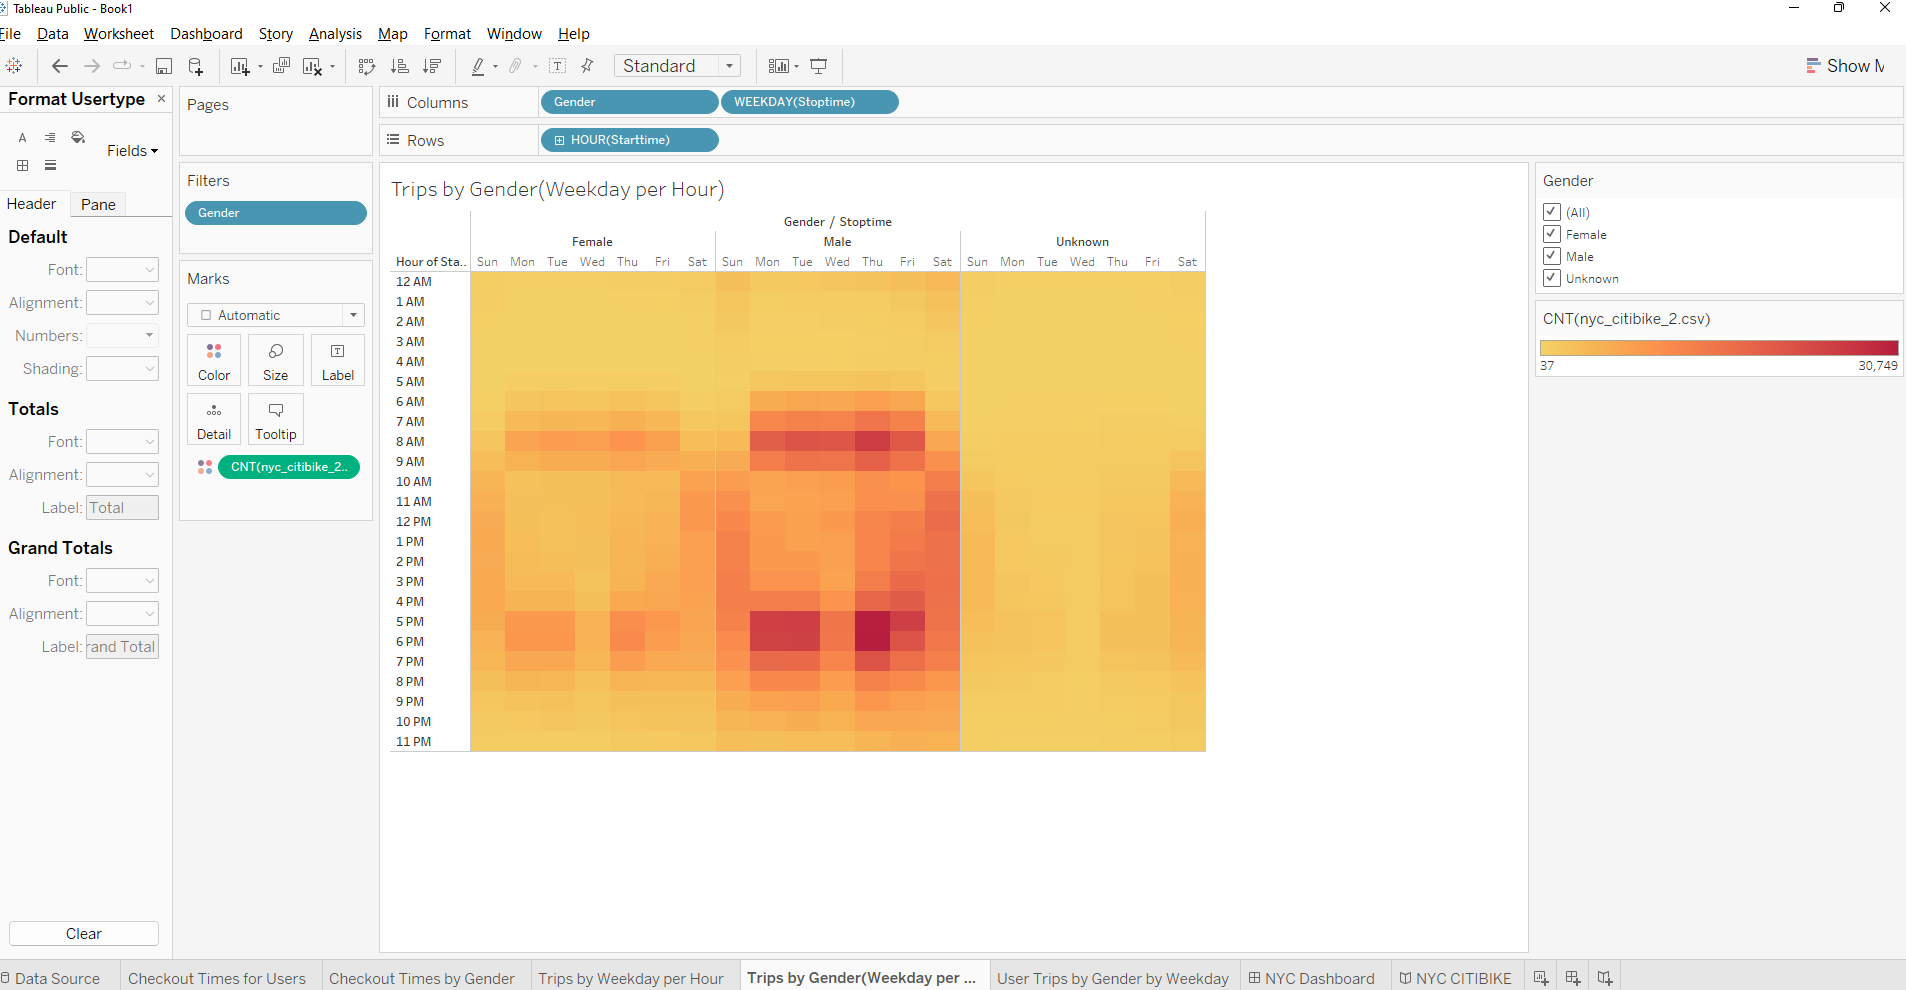 Tableau Public - Book1
File Data Worksheet Dashboard Story Analysis Map Format Window Help
Standard
Show M
Format Usertype ×
Fields
Header Pane
Default
Font:
Alignment:
Numbers:
Shading:
Totals
Font:
Alignment:
Label: Total
Grand Totals
Font:
Alignment:
Label: rand Total
Clear
Pages
Filters
Gender
Marks
Automatic
Color Size Label
Detail Tooltip
CNT(nyc_citibike_2..
Columns Gender WEEKDAY(Stoptime)
Rows HOUR(Starttime)
Trips by Gender(Weekday per Hour)
Gender / Stoptime
Female Male Unknown
Hour of Sta.. Sun Mon Tue Wed Thu Fri Sat Sun Mon Tue Wed Thu Fri Sat Sun Mon Tue Wed Thu Fri Sat
12 AM
1 AM
2 AM
3 AM
4 AM
5 AM
6 AM
7 AM
8 AM
9 AM
10 AM
11 AM
12 PM
1 PM
2 PM
3 PM
4 PM
5 PM
6 PM
7 PM
8 PM
9 PM
10 PM
11 PM
Gender
(All)
Female
Male
Unknown
CNT(nyc_citibike_2.csv)
37 30,749
Data Source Checkout Times for Users Checkout Times by Gender Trips by Weekday per Hour Trips by Gender(Weekday per ... User Trips by Gender by Weekday NYC Dashboard NYC CITIBIKE